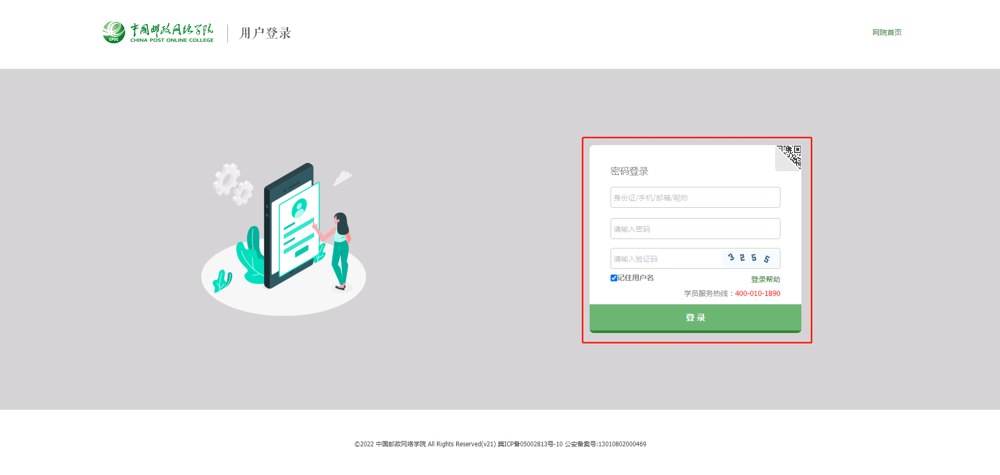 中国邮政网络学院
CHINA POST ONLINE COLLEGE
CPOC
用户登录
网院首页
密码登录
身份证/手机/邮箱/昵称
请输入密码
请输入验证码
3255
记住用户名
登录帮助
学员服务热线：400-010-1890
登 录
©2022 中国邮政网络学院 All Rights Reserved(v21) 冀ICP备05002813号-10 公安备案号:13010802000469